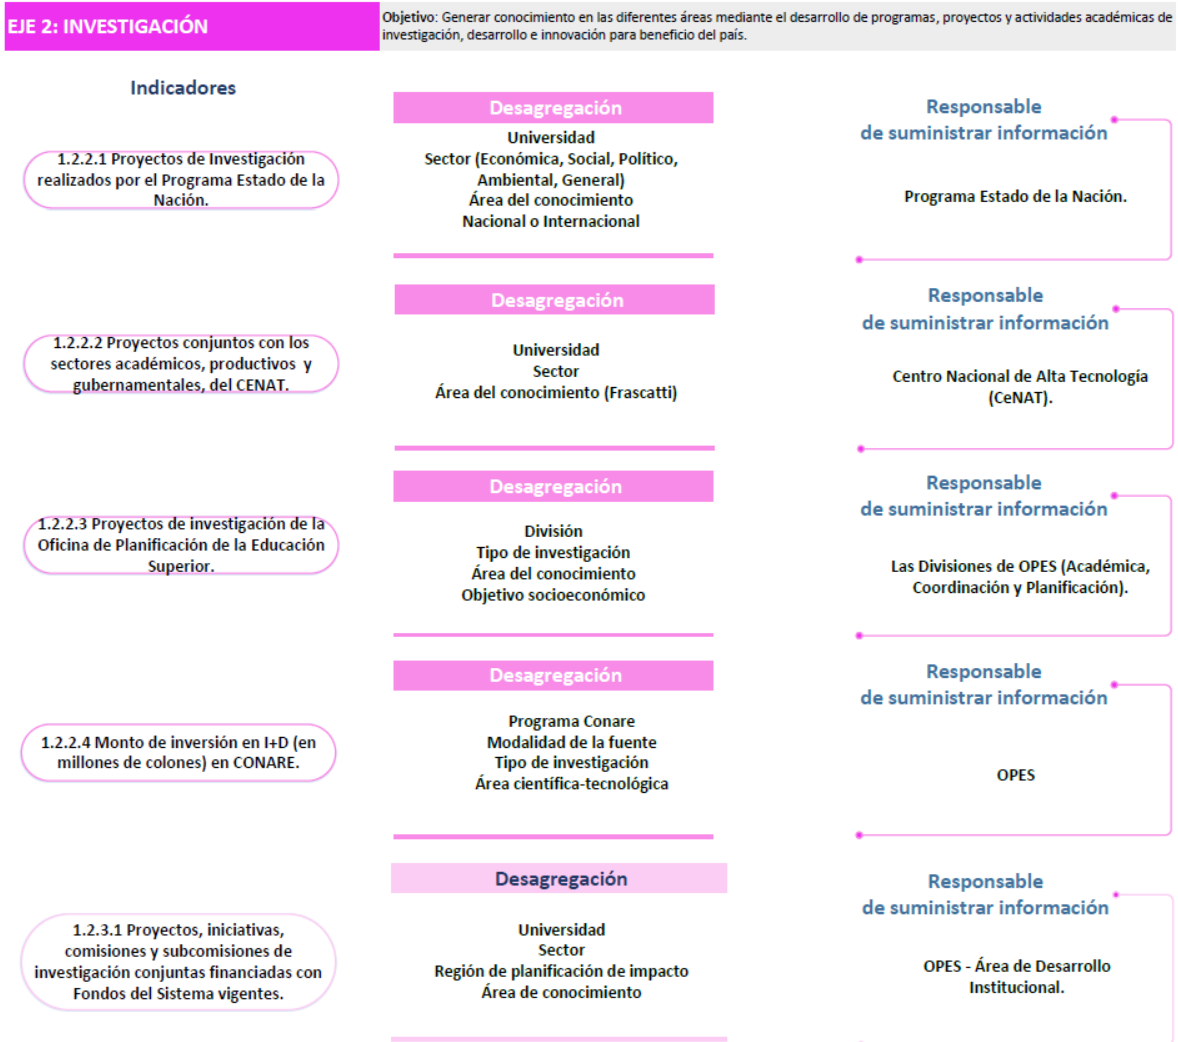 EJE 2: INVESTIGACIÓN
Objetivo: Generar conocimiento en las diferentes áreas mediante el desarrollo de programas, proyectos y actividades académicas de
investigación, desarrollo e innovación para beneficio del país.
Indicadores
Desagregación
Responsable
de suministrar información
1.2.2.1 Proyectos de Investigación
realizados por el Programa Estado de la
Nación.
Universidad
Sector (Económica, Social, Político,
Ambiental, General)
Área del conocimiento
Nacional o Internacional
Programa Estado de la Nación.
Desagregación
Responsable
de suministrar información
1.2.2.2 Proyectos conjuntos con los
sectores académicos, productivos y
gubernamentales, del CENAT.
Universidad
Sector
Área del conocimiento (Frascatti)
Centro Nacional de Alta Tecnología
(CeNAT).
Desagregación
Responsable
de suministrar información
1.2.2.3 Proyectos de investigación de la
Oficina de Planificación de la Educación
Superior.
División
Tipo de investigación
Área del conocimiento
Objetivo socioeconómico
Las Divisiones de OPES (Académica,
Coordinación y Planificación).
Desagregación
Responsable
de suministrar información
1.2.2.4 Monto de inversión en I+D (en
millones de colones) en CONARE.
Programa Conare
Modalidad de la fuente
Tipo de investigación
Área científica-tecnológica
OPES
Desagregación
Responsable
de suministrar información
1.2.3.1 Proyectos, iniciativas,
comisiones y subcomisiones de
investigación conjuntas financiadas con
Fondos del Sistema vigentes.
Universidad
Sector
Región de planificación de impacto
Área de conocimiento
OPES - Área de Desarrollo
Institucional.